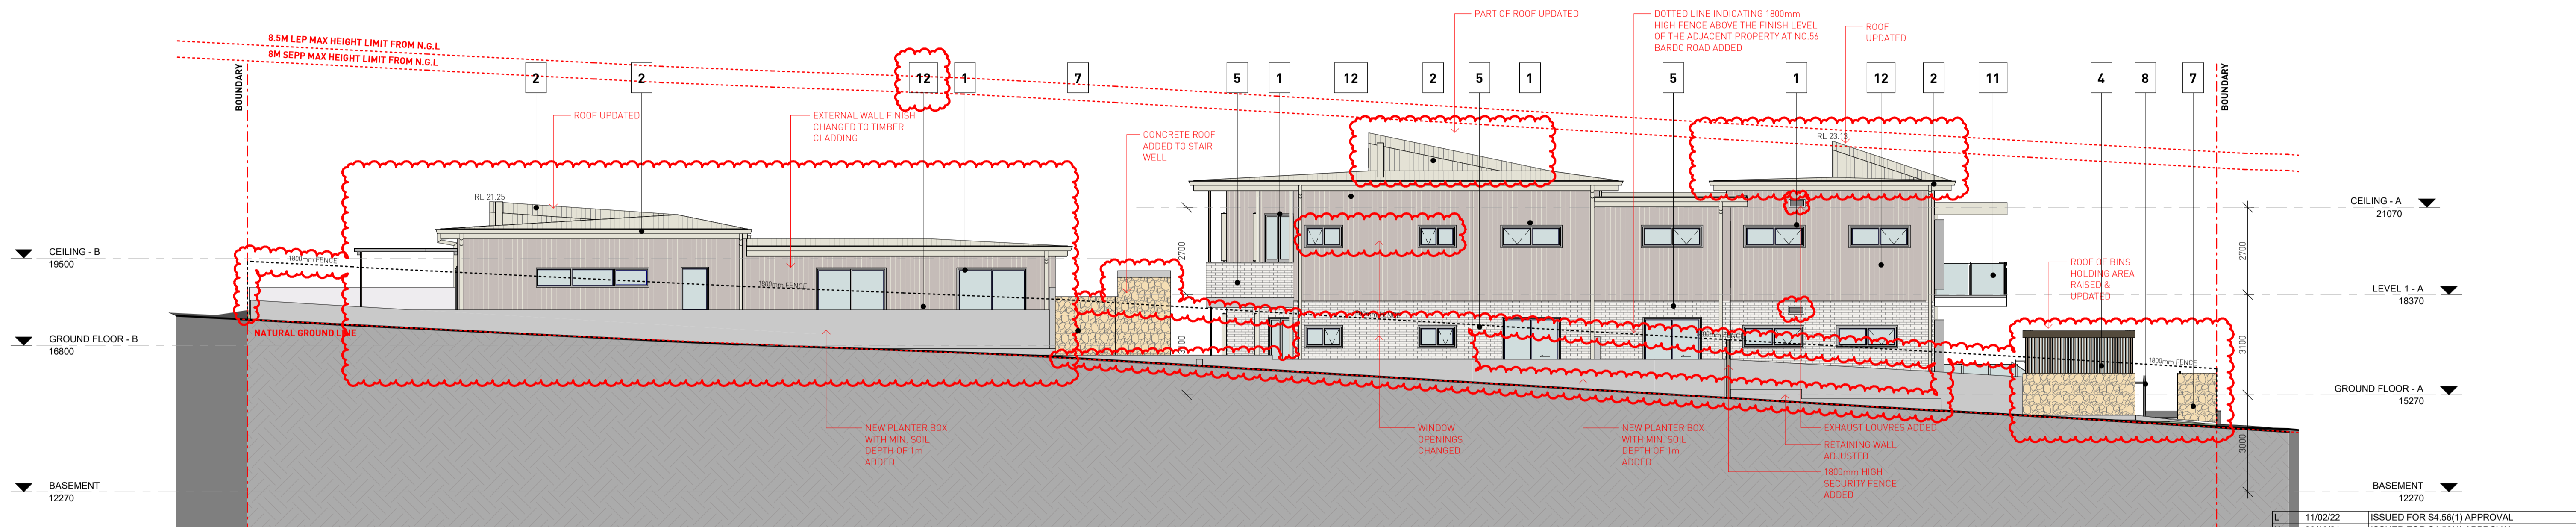 8.5M LEP MAX HEIGHT LIMIT FROM N.G.L
8M SEPP MAX HEIGHT LIMIT FROM N.G.L
BOUNDARY
2
2
12
1
7
5
1
12
2
5
1
5
1
12
2
11
4
8
7
BOUNDARY
PART OF ROOF UPDATED
DOTTED LINE INDICATING 1800mm
HIGH FENCE ABOVE THE FINISH LEVEL
OF THE ADJACENT PROPERTY AT NO.56
BARDO ROAD ADDED
ROOF
UPDATED
ROOF UPDATED
EXTERNAL WALL FINISH
CHANGED TO TIMBER
CLADDING
CONCRETE ROOF
ADDED TO STAIR
WELL
RL 23.13
RL 21.25
CEILING - B
19500
GROUND FLOOR - B
16800
BASEMENT
12270
1800mm FENCE
1800mm FENCE
NATURAL GROUND LINE
2700
3100
1800mm FENCE
ROOF OF BINS
HOLDING AREA
RAISED &
UPDATED
CEILING - A
21070
2700
LEVEL 1 - A
18370
3100
GROUND FLOOR - A
15270
3000
BASEMENT
12270
NEW PLANTER BOX
WITH MIN. SOIL
DEPTH OF 1m
ADDED
WINDOW
OPENINGS
CHANGED
NEW PLANTER BOX
WITH MIN. SOIL
DEPTH OF 1m
ADDED
EXHAUST LOUVRES ADDED
RETAINING WALL
ADJUSTED
1800mm HIGH
SECURITY FENCE
ADDED
L 11/02/22 ISSUED FOR S4.56(1) APPROVAL